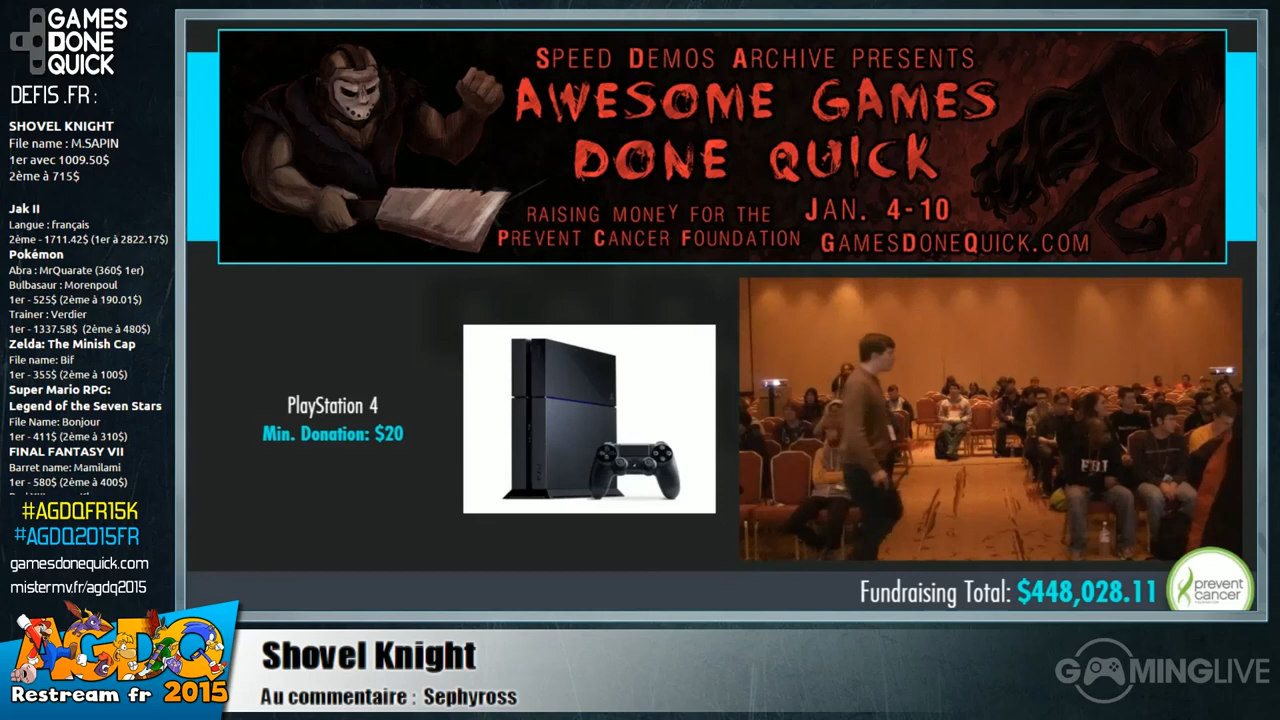 GAMES
DONE
QUICK
DEFIS .FR :
SHOVEL KNIGHT
File name : M.SAPIN
1er avec 1009.50$
2ème à 715$
Jak II
Langue : français
2ème - 1711.42$ (1er à 2822.17$)
Pokémon
Abra : MrQuarate (360$ 1er)
Bulbasaur : Morenpoul
1er - 525$ (2ème à 190.01$)
Trainer : Verdier
1er - 1337.58$ (2ème à 480$)
Zelda: The Minish Cap
File name: Bif
1er - 355$ (2ème à 100$)
Super Mario RPG:
Legend of the Seven Stars
File Name: Bonjour
1er - 411$ (2ème à 310$)
FINAL FANTASY VII
Barret name: Mamilami
1er - 580$ (2ème à 400$)
#AGDQFR15K
#AGDQ2015FR
gamesdonequick.com
mistermv.fr/agdq2015
AGDQ
Restream fr 2015
SPEED DEMOS ARCHIVE PRESENTS
AWESOME GAMES
DONE QUICK
RAISING MONEY FOR THE
PREVENT CANCER FOUNDATION
JAN. 4-10
GAMESDONEQUICK.COM
PlayStation 4
Min. Donation: $20
FBI
Fundraising Total: $448,028.11
prevent
cancer
Shovel Knight
Au commentaire : Sephyross
GAMINGLIVE